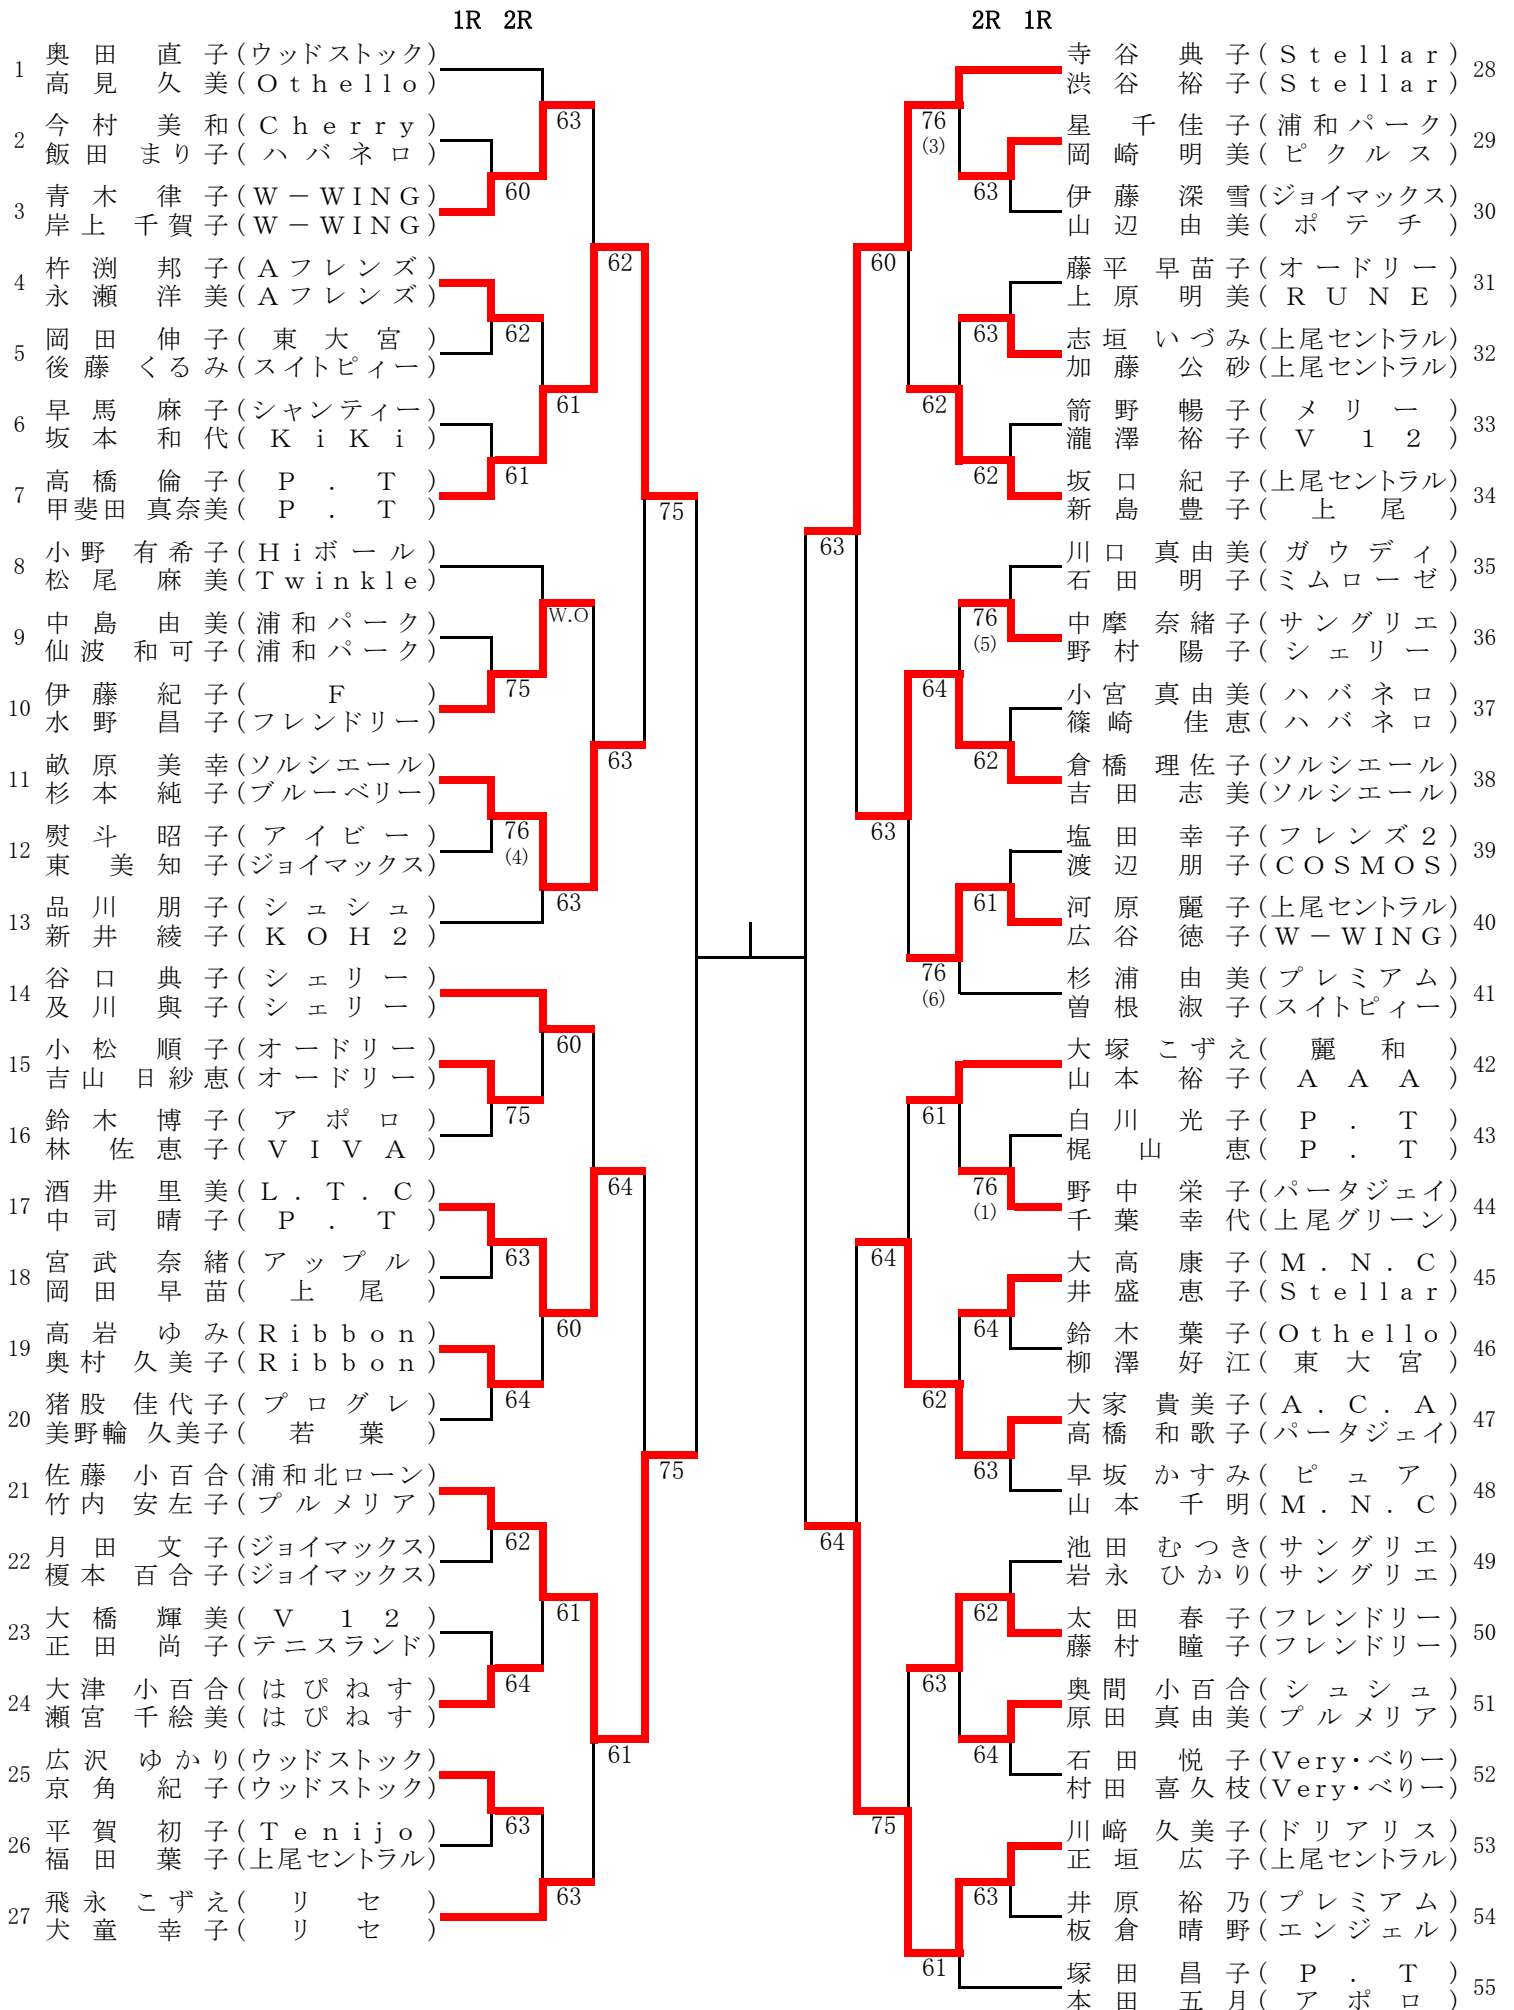 1R 2R
1 奥田 直子(ウッドストック)
高見 久美(Othello)
63
2 今村 美和(Cherry)
飯田 まり子(ハバネロ)
60
3 青木 律子(W－WING)
岸上 千賀子(W－WING)
62
4 杵渕 邦子(Aフレンズ)
永瀬 洋美(Aフレンズ)
62
5 岡田 伸子(東大宮)
後藤 くるみ(スイトピィー)
61
6 早馬 麻子(シャンティー)
坂本 和代(KiKi)
61
7 高橋 倫子(P.T)
甲斐田 真奈美(P.T)
75
8 小野 有希子(Hiボール)
松尾 麻美(Twinkle)
W.O
9 中島 由美(浦和パーク)
仙波 和可子(浦和パーク)
75
10 伊藤 紀子(F)
水野 昌子(フレンドリー)
63
11 畝原 美幸(ソルシエール)
杉本 純子(ブルーベリー)
76
(4)
12 熨斗 昭子(アイビー)
東 美知子(ジョイマックス)
63
13 品川 朋子(シュシュ)
新井 綾子(KOH2)
14 谷口 典子(シェリー)
及川 與子(シェリー)
60
15 小松 順子(オードリー)
吉山 日紗恵(オードリー)
75
16 鈴木 博子(アポロ)
林 佐恵子(VIVA)
64
17 酒井 里美(L.T.C)
中司 晴子(P.T)
63
18 宮武 奈緒(アップル)
岡田 早苗(上尾)
60
19 高岩 ゆみ(Ribbon)
奥村 久美子(Ribbon)
64
20 猪股 佳代子(プログレ)
美野輪 久美子(若葉)
75
21 佐藤 小百合(浦和北ローン)
竹内 安左子(プルメリア)
62
22 月田 文子(ジョイマックス)
榎本 百合子(ジョイマックス)
61
23 大橋 輝美(V12)
正田 尚子(テニスランド)
64
24 大津 小百合(はぴねす)
瀬宮 千絵美(はぴねす)
61
25 広沢 ゆかり(ウッドストック)
京角 紀子(ウッドストック)
63
26 平賀 初子(Tenijo)
福田 葉子(上尾セントラル)
63
27 飛永 こずえ(リセ)
犬童 幸子(リセ)
2R 1R
寺谷 典子(Stellar) 28
渋谷 裕子(Stellar)
76
(3)
星 千佳子(浦和パーク) 29
岡崎 明美(ピクルス)
63
伊藤 深雪(ジョイマックス) 30
山辺 由美(ポテチ)
60
藤平 早苗子(オードリー) 31
上原 明美(RUNE)
63
志垣 いづみ(上尾セントラル) 32
加藤 公砂(上尾セントラル)
62
箭野 暢子(メリー) 33
瀧澤 裕子(V12)
62
坂口 紀子(上尾セントラル) 34
新島 豊子(上尾)
63
川口 真由美(ガウディ) 35
石田 明子(ミムローゼ)
76
(5)
中摩 奈緒子(サングリエ) 36
野村 陽子(シェリー)
64
小宮 真由美(ハバネロ) 37
篠崎 佳恵(ハバネロ)
62
倉橋 理佐子(ソルシエール) 38
吉田 志美(ソルシエール)
63
塩田 幸子(フレンズ2) 39
渡辺 朋子(COSMOS)
61
河原 麗子(上尾セントラル) 40
広谷 徳子(W－WING)
76
(6)
杉浦 由美(プレミアム) 41
曽根 淑子(スイトピィー)
大塚 こずえ(麗和) 42
山本 裕子(AAA)
61
白川 光子(P.T) 43
梶山 恵(P.T)
76
(1)
野中 栄子(パータジェイ) 44
千葉 幸代(上尾グリーン)
64
大高 康子(M.N.C) 45
井盛 恵子(Stellar)
64
鈴木 葉子(Othello) 46
柳澤 好江(東大宮)
62
大家 貴美子(A.C.A) 47
高橋 和歌子(パータジェイ)
63
早坂 かすみ(ピュア) 48
山本 千明(M.N.C)
64
池田 むつき(サングリエ) 49
岩永 ひかり(サングリエ)
62
太田 春子(フレンドリー) 50
藤村 瞳子(フレンドリー)
63
奥間 小百合(シュシュ) 51
原田 真由美(プルメリア)
64
石田 悦子(Very・べりー) 52
村田 喜久枝(Very・べりー)
75
川﨑 久美子(ドリアリス) 53
正垣 広子(上尾セントラル)
63
井原 裕乃(プレミアム) 54
板倉 晴野(エンジェル)
61
塚田 昌子(P.T) 55
本田 五月(アポロ)